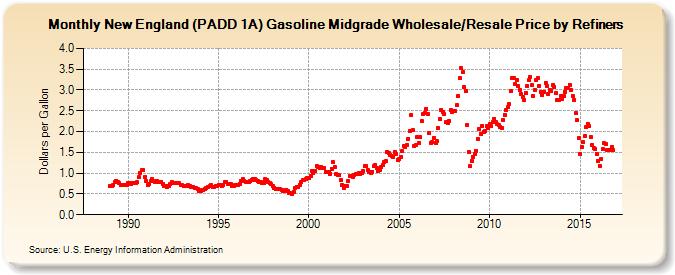 Monthly New England (PADD 1A) Gasoline Midgrade Wholesale/Resale Price by Refiners
Dollars per Gallon
4.0
3.5
3.0
2.5
2.0
1.5
1.0
0.5
0.0
1990 1995 2000 2005 2010 2015
Source: U.S. Energy Information Administration